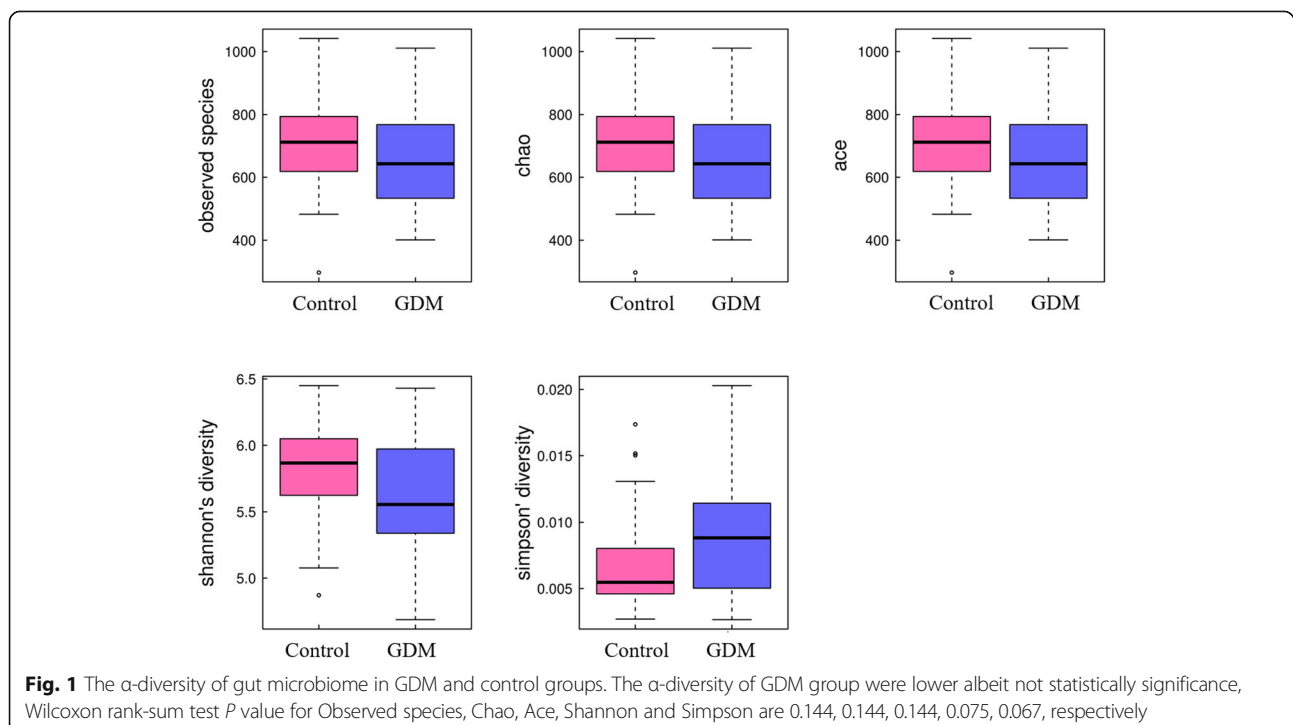 observed species
1000
800
600
400
Control GDM
chao
1000
800
600
400
Control GDM
ace
1000
800
600
400
Control GDM
shannon's diversity
6.5
6.0
5.5
5.0
Control GDM
simpson' diversity
0.020
0.015
0.010
0.005
Control GDM
Fig. 1 The α-diversity of gut microbiome in GDM and control groups. The α-diversity of GDM group were lower albeit not statistically significance,
Wilcoxon rank-sum test P value for Observed species, Chao, Ace, Shannon and Simpson are 0.144, 0.144, 0.144, 0.075, 0.067, respectively